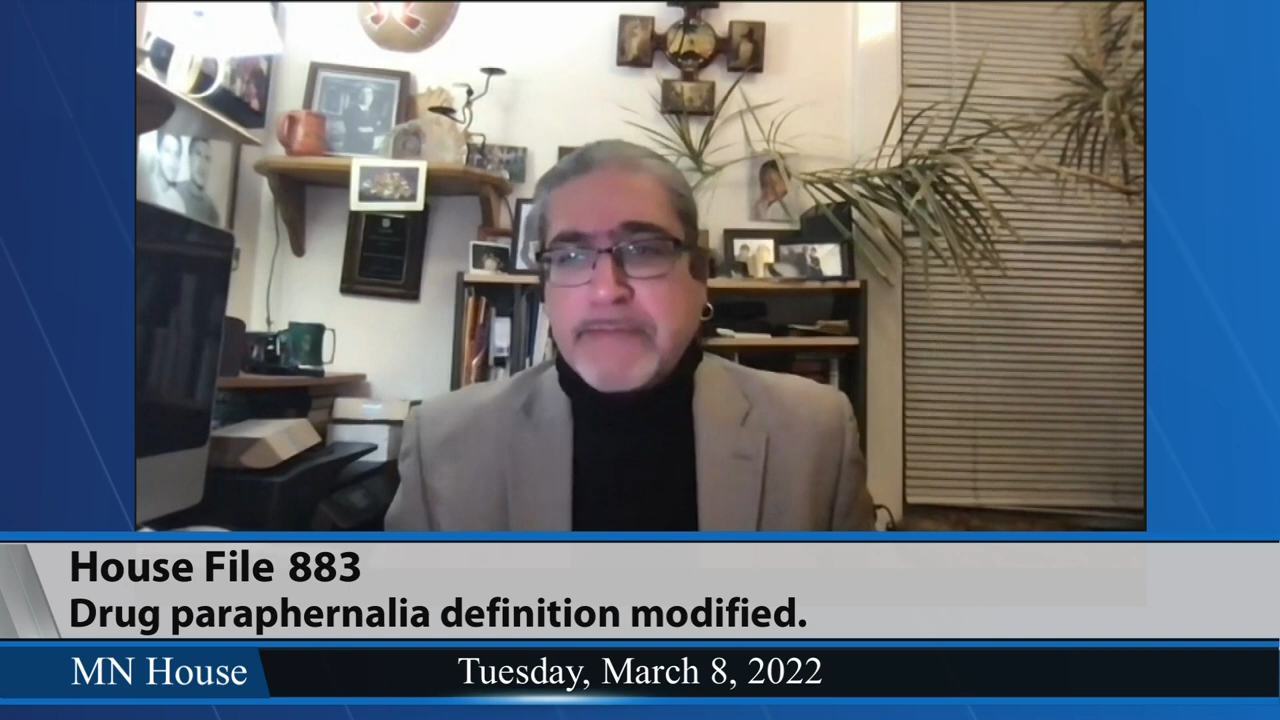 House File 883
Drug paraphernalia definition modified.
MN House
Tuesday, March 8, 2022